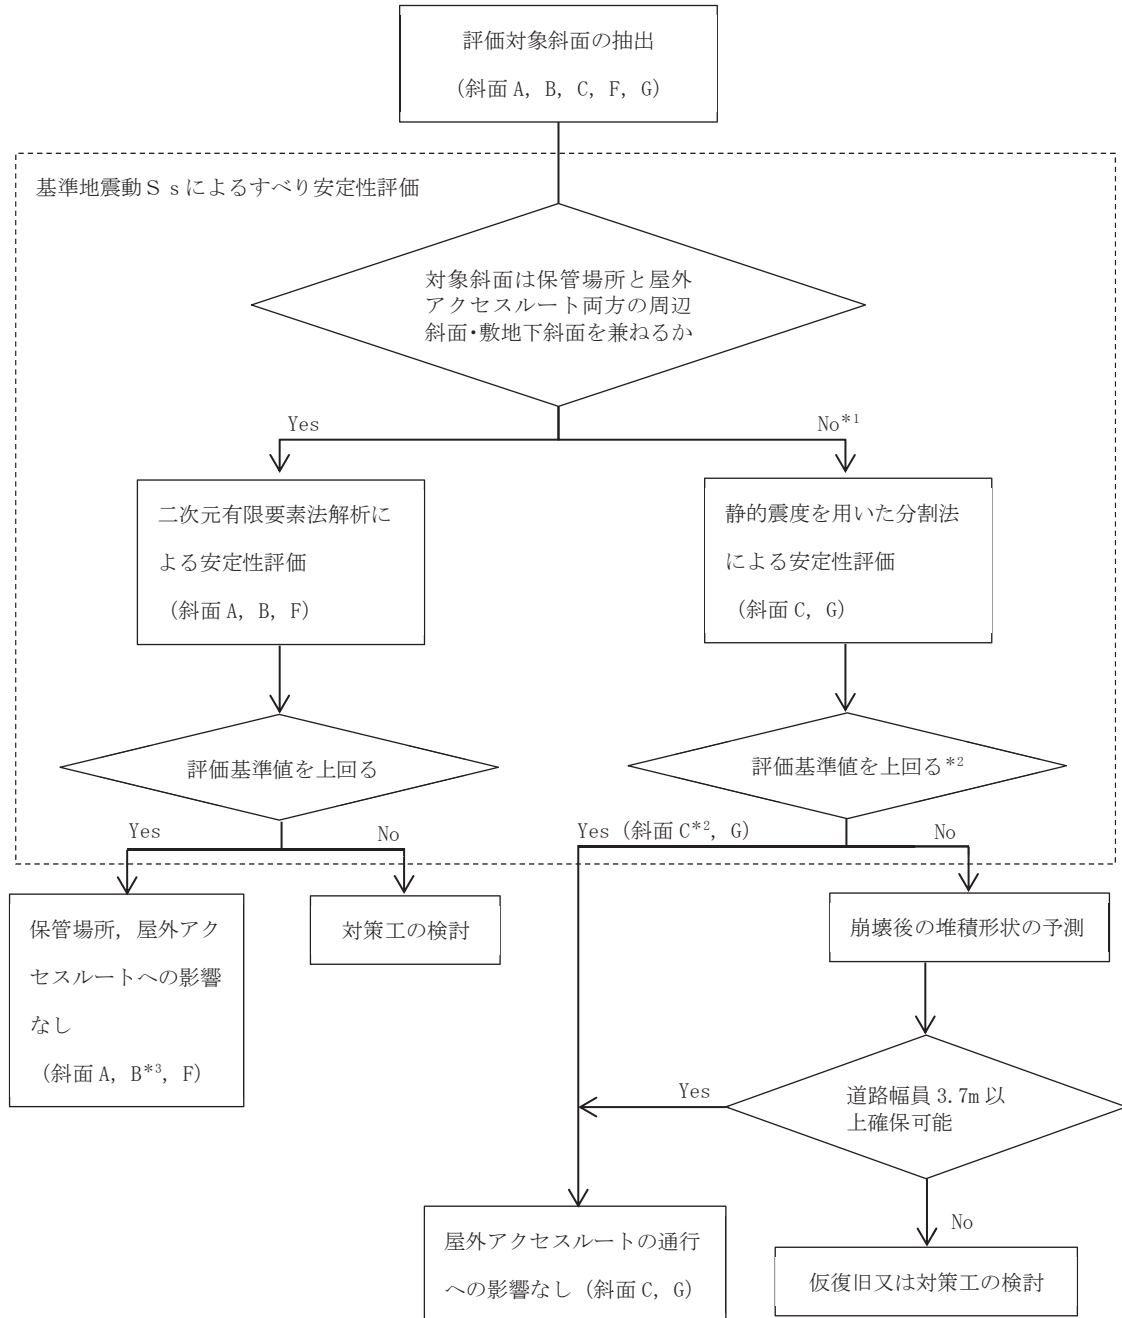 評価対象斜面の抽出
(斜面 A, B, C, F, G)
基準地震動Ｓｓによるすべり安定性評価
対象斜面は保管場所と屋外
アクセスルート両方の周辺
斜面・敷地下斜面を兼ねるか
Yes
No*1
二次元有限要素法解析に
よる安定性評価
(斜面 A, B, F)
静的震度を用いた分割法
による安定性評価
(斜面 C, G)
評価基準値を上回る
評価基準値を上回る*2
Yes
No
Yes (斜面 C*2, G)
No
保管場所, 屋外アク
セスルートへの影響
なし
(斜面 A, B*3, F)
対策工の検討
崩壊後の堆積形状の予測
Yes
道路幅員 3.7m 以
上確保可能
No
屋外アクセスルートの通行
への影響なし (斜面 C, G)
仮復旧又は対策工の検討